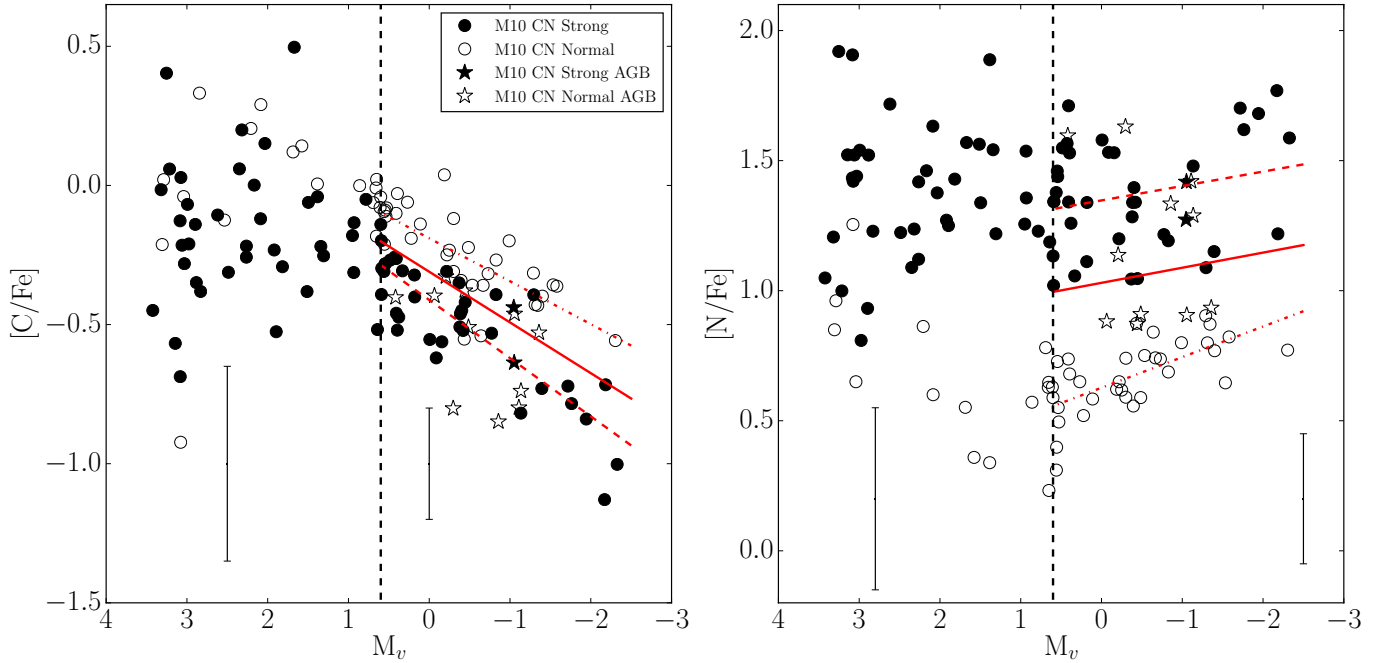 [C/Fe]
0.5
0.0
−0.5
−1.0
−1.5
4 3 2 1 0 −1 −2 −3
M_v
M10 CN Strong
M10 CN Normal
M10 CN Strong AGB
M10 CN Normal AGB
[N/Fe]
2.0
1.5
1.0
0.5
0.0
4 3 2 1 0 −1 −2 −3
M_v